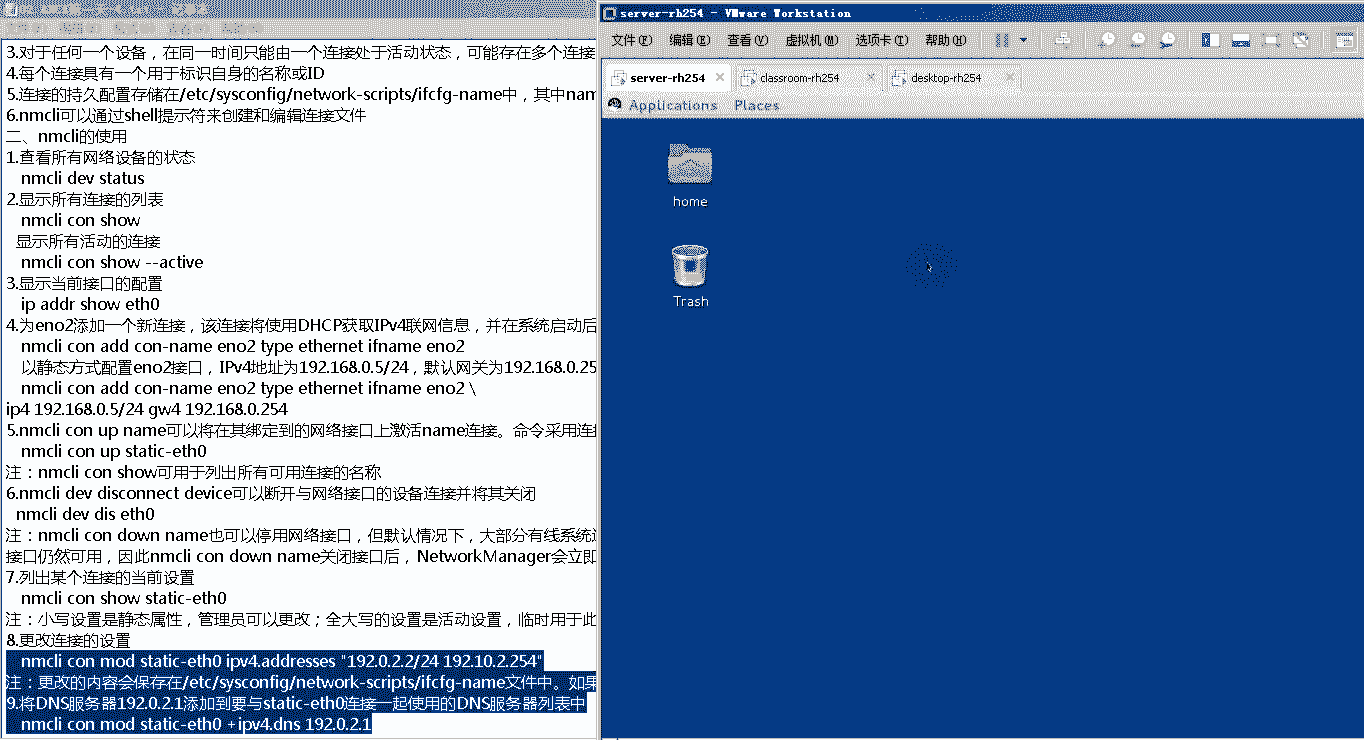 3.对于任何一个设备，在同一时间只能由一个连接处于活动状态，可能存在多个连接
4.每个连接具有一个用于标识自身的名称或ID
5.连接的持久配置存储在/etc/sysconfig/network-scripts/ifcfg-name中，其中nam
6.nmcli可以通过shell提示符来创建和编辑连接文件
二、nmcli的使用
1.查看所有网络设备的状态
nmcli dev status
2.显示所有连接的列表
nmcli con show
显示所有活动的连接
nmcli con show --active
3.显示当前接口的配置
ip addr show eth0
4.为eno2添加一个新连接，该连接将使用DHCP获取IPv4联网信息，并在系统启动后
nmcli con add con-name eno2 type ethernet ifname eno2
以静态方式配置eno2接口，IPv4地址为192.168.0.5/24，默认网关为192.168.0.25
nmcli con add con-name eno2 type ethernet ifname eno2 \
ip4 192.168.0.5/24 gw4 192.168.0.254
5.nmcli con up name可以将在其绑定到的网络接口上激活name连接。命令采用连接
nmcli con up static-eth0
注：nmcli con show可用于列出所有可用连接的名称
6.nmcli dev disconnect device可以断开与网络接口的设备连接并将其关闭
nmcli dev dis eth0
注：nmcli con down name也可以停用网络接口，但默认情况下，大部分有线系统连
接口仍然可用，因此nmcli con down name关闭接口后，NetworkManager会立即
7.列出某个连接的当前设置
nmcli con show static-eth0
注：小写设置是静态属性，管理员可以更改；全大写的设置是活动设置，临时用于此
8.更改连接的设置
nmcli con mod static-eth0 ipv4.addresses "192.0.2.2/24 192.10.2.254"
注：更改的内容会保存在/etc/sysconfig/network-scripts/ifcfg-name文件中。如果
9.将DNS服务器192.0.2.1添加到要与static-eth0连接一起使用的DNS服务器列表中
nmcli con mod static-eth0 +ipv4.dns 192.0.2.1
server-rh254 - VMware Workstation
文件(F) 编辑(E) 查看(V) 虚拟机(M) 选项卡(T) 帮助(H)
server-rh254 classroom-rh254 desktop-rh254
Applications Places
home
Trash